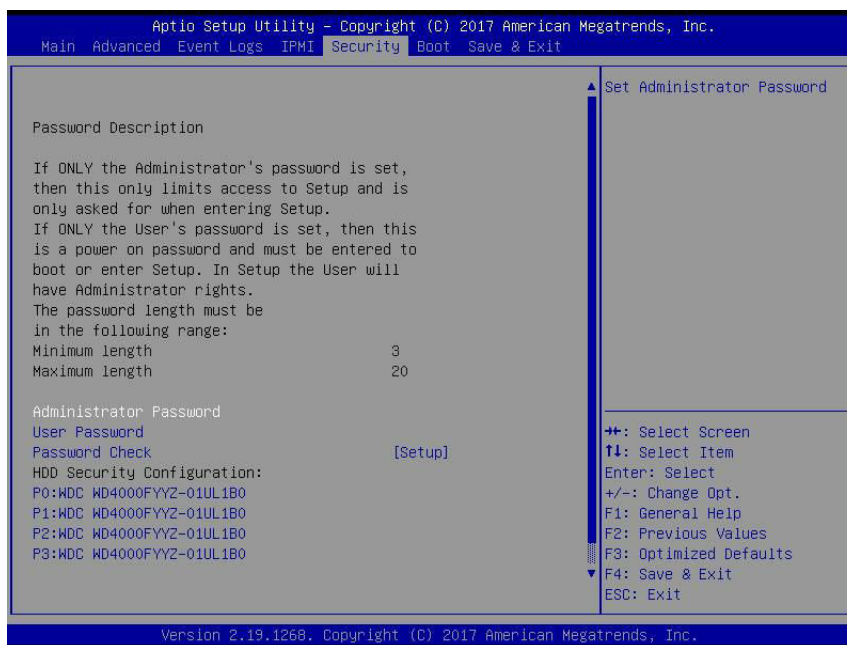 Aptio Setup Utility – Copyright (C) 2017 American Megatrends, Inc.
Main Advanced Event Logs IPMI Security Boot Save & Exit
Set Administrator Password
Password Description
If ONLY the Administrator's password is set,
then this only limits access to Setup and is
only asked for when entering Setup.
If ONLY the User's password is set, then this
is a power on password and must be entered to
boot or enter Setup. In Setup the User will
have Administrator rights.
The password length must be
in the following range:
Minimum length 3
Maximum length 20
Administrator Password
User Password
Password Check [Setup]
HDD Security Configuration:
P0:WDC WD4000FYYZ-01UL1B0
P1:WDC WD4000FYYZ-01UL1B0
P2:WDC WD4000FYYZ-01UL1B0
P3:WDC WD4000FYYZ-01UL1B0
→←: Select Screen
↑↓: Select Item
Enter: Select
+/-: Change Opt.
F1: General Help
F2: Previous Values
F3: Optimized Defaults
F4: Save & Exit
ESC: Exit
Version 2.19.1268. Copyright (C) 2017 American Megatrends, Inc.